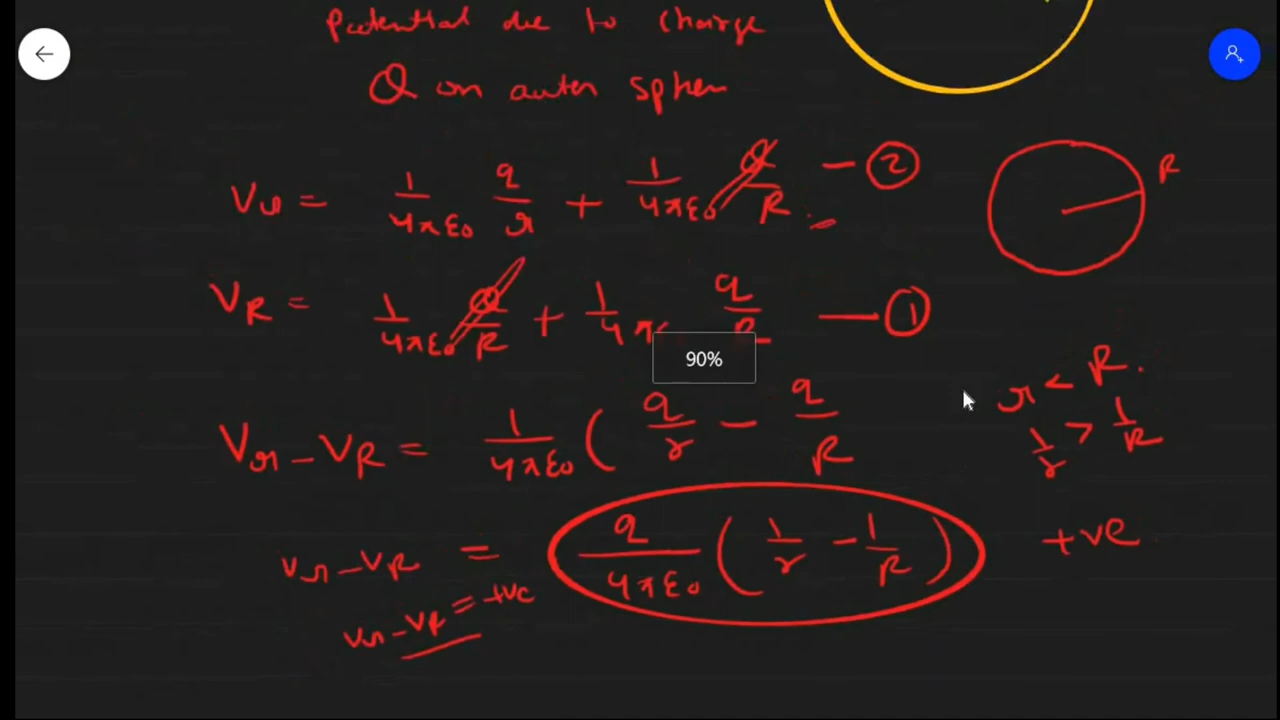 Potential due to charge
Q on outer sphere
Vr = 1/4πε₀ q/r + 1/4πε₀ Q/R — ②
R
VR = 1/4πε₀ Q/R + 1/4π q/R — ①
90%
r < R.
1/r > 1/R
Vr – VR = 1/4πε₀ ( q/r – q/R
Vr – VR = q/4πε₀ ( 1/r – 1/R ) +ve
Vr – VR = +ve